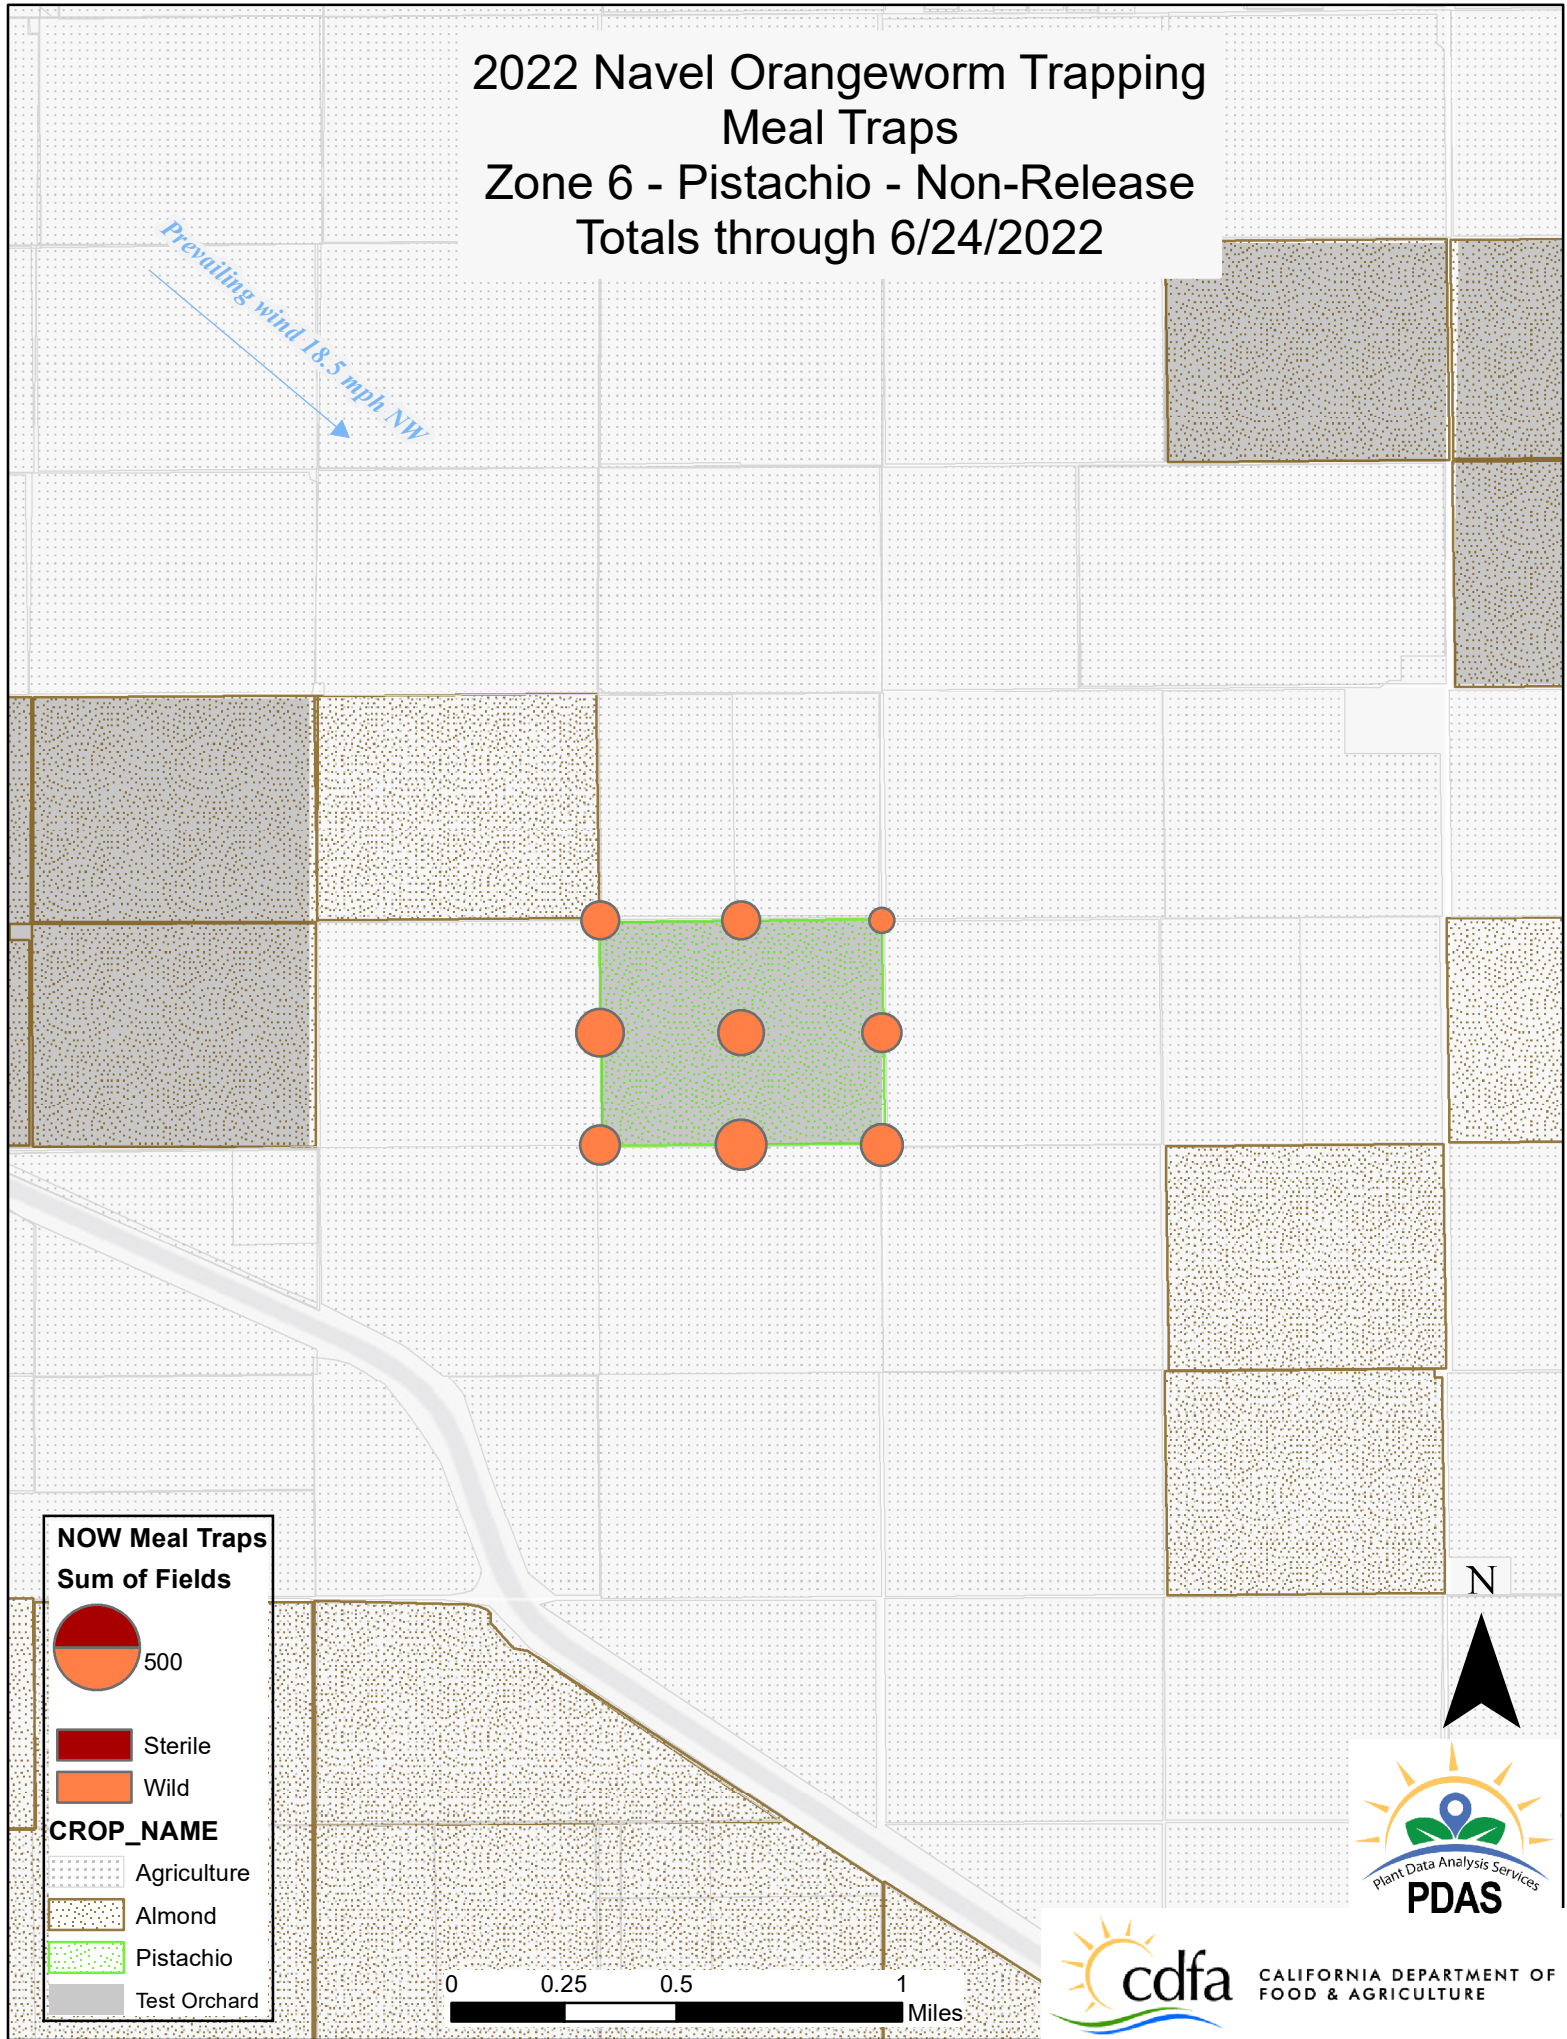 2022 Navel Orangeworm Trapping
Meal Traps
Zone 6 - Pistachio - Non-Release
Totals through 6/24/2022
Prevailing wind 18.5 mph NW
NOW Meal Traps
Sum of Fields
500
Sterile
Wild
CROP_NAME
Agriculture
Almond
Pistachio
Test Orchard
0 0.25 0.5 1
Miles
N
Plant Data Analysis Services
PDAS
cdfa
CALIFORNIA DEPARTMENT OF
FOOD & AGRICULTURE